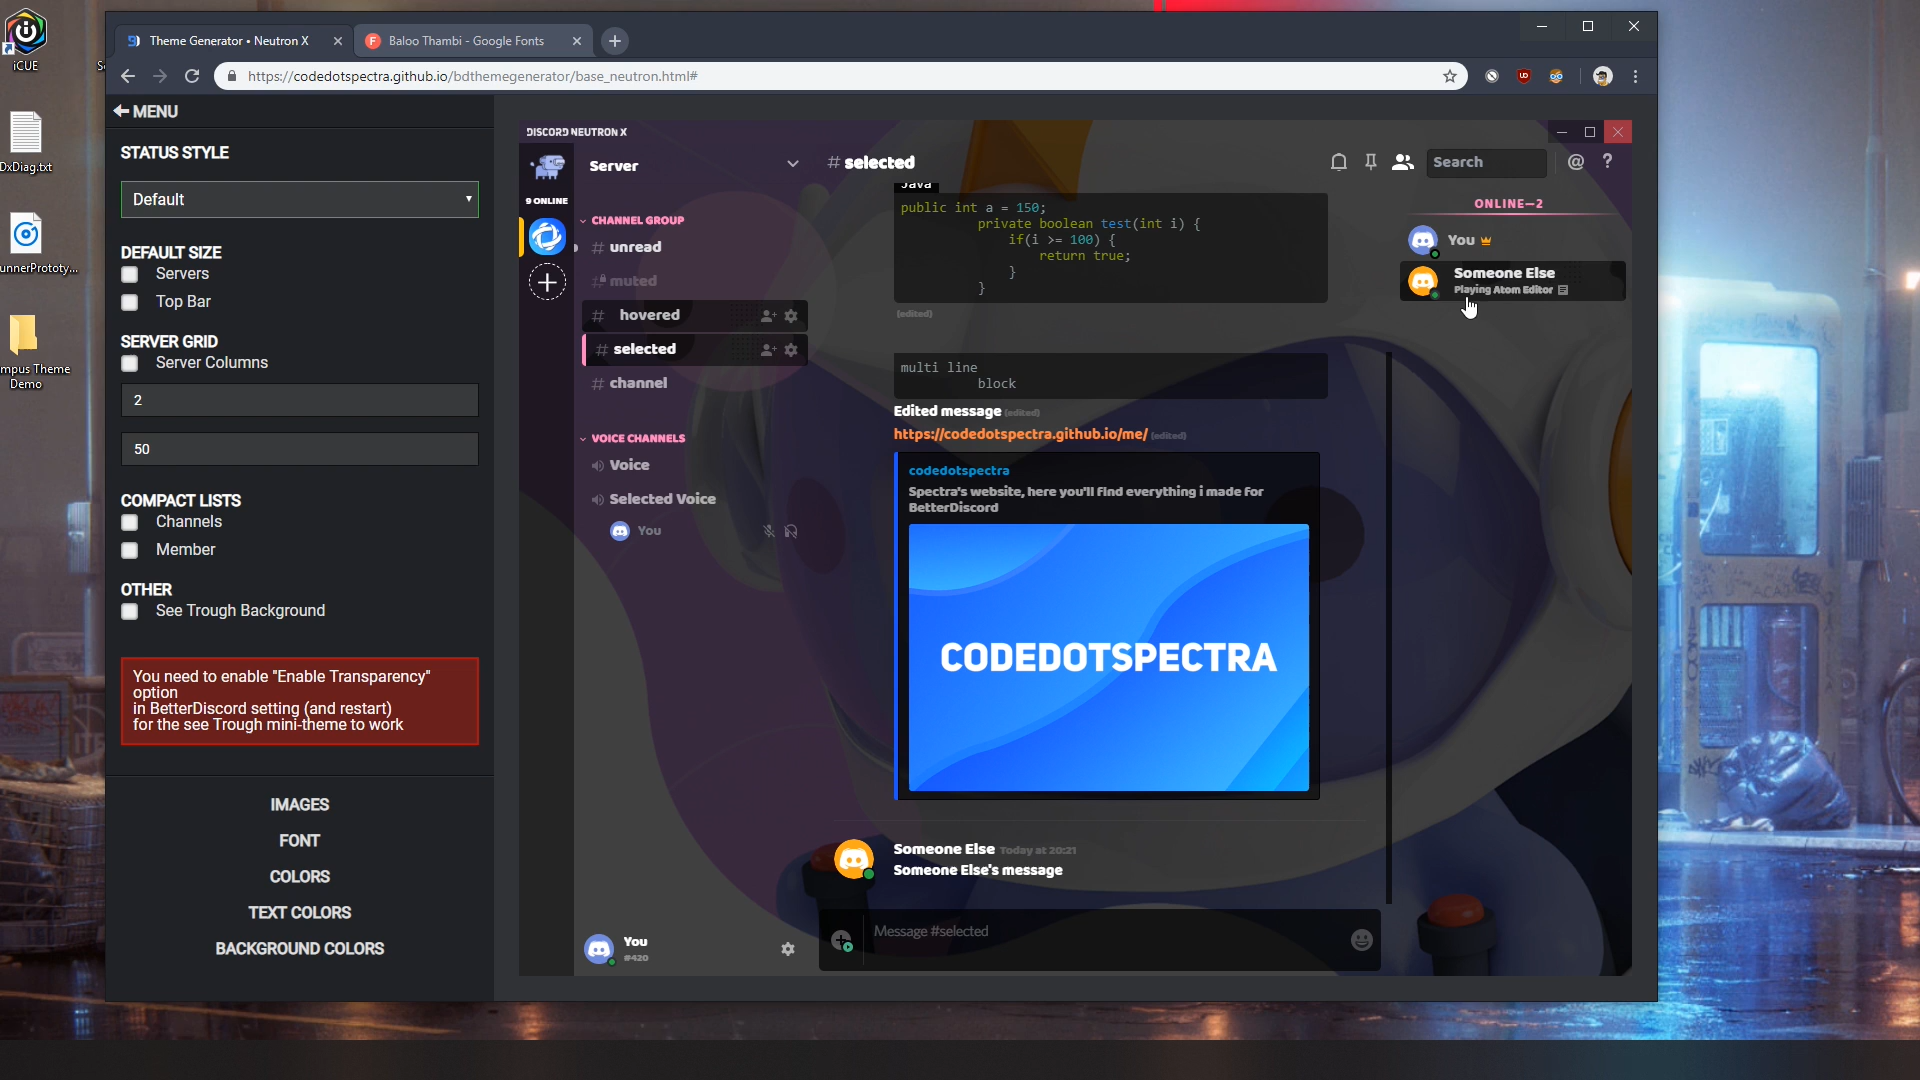 iCUE
DxDiag.txt
unnerPrototy...
mpus Theme
Demo
Theme Generator • Neutron X
Baloo Thambi - Google Fonts
https://codedotspectra.github.io/bdthemegenerator/base_neutron.html#
MENU
STATUS STYLE
Default
DEFAULT SIZE
Servers
Top Bar
SERVER GRID
Server Columns
2
50
COMPACT LISTS
Channels
Member
OTHER
See Trough Background
You need to enable "Enable Transparency"
option
in BetterDiscord setting (and restart)
for the see Trough mini-theme to work
IMAGES
FONT
COLORS
TEXT COLORS
BACKGROUND COLORS
DISCORD NEUTRON X
Server
9 ONLINE
CHANNEL GROUP
# unread
# muted
# hovered
# selected
# channel
VOICE CHANNELS
Voice
Selected Voice
You
You
#420
# selected
Search
Java
public int a = 150;
private boolean test(int i) {
if(i >= 100) {
return true;
}
}
(edited)
multi line
block
Edited message (edited)
https://codedotspectra.github.io/me/ (edited)
codedotspectra
Spectra's website, here you'll find everything i made for
BetterDiscord
CODEDOTSPECTRA
Someone Else Today at 20:21
Someone Else's message
Message #selected
ONLINE—2
You
Someone Else
Playing Atom Editor